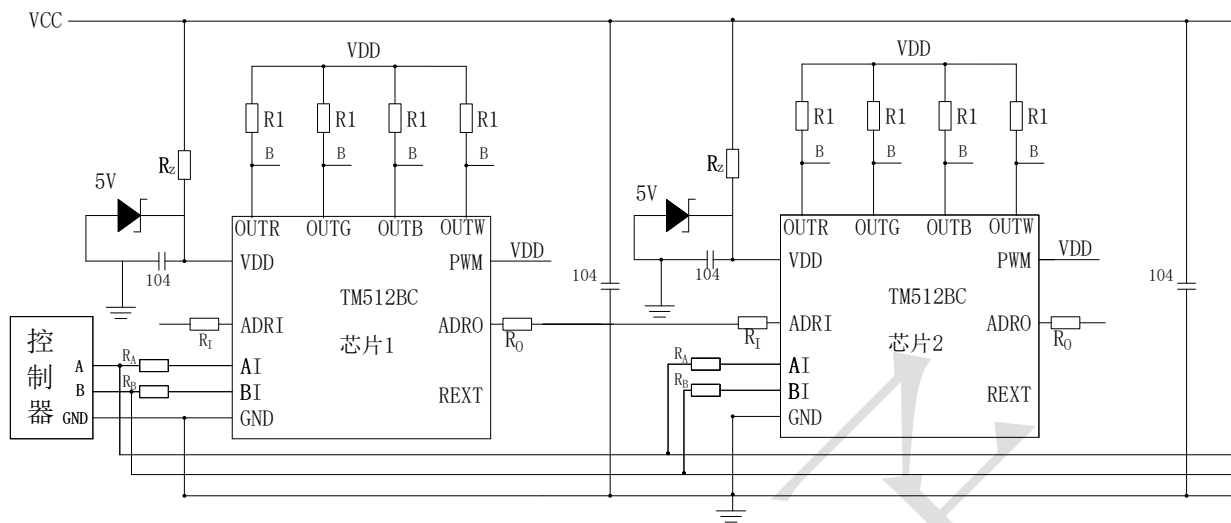 VCC
VDD
VDD
R1 R1 R1 R1
R1 R1 R1 R1
B B B B
B B B B
Rz
Rz
5V
5V
OUTR OUTG OUTB OUTW
OUTR OUTG OUTB OUTW
104
VDD
PWM
VDD
104
104
VDD
PWM
VDD
104
TM512BC
TM512BC
RI
ADRI
芯片1
ADRO
RO
RI
ADRI
芯片2
ADRO
RO
控制器
A
B
GND
RA
RB
AI
BI
GND
REXT
RA
RB
AI
BI
GND
REXT